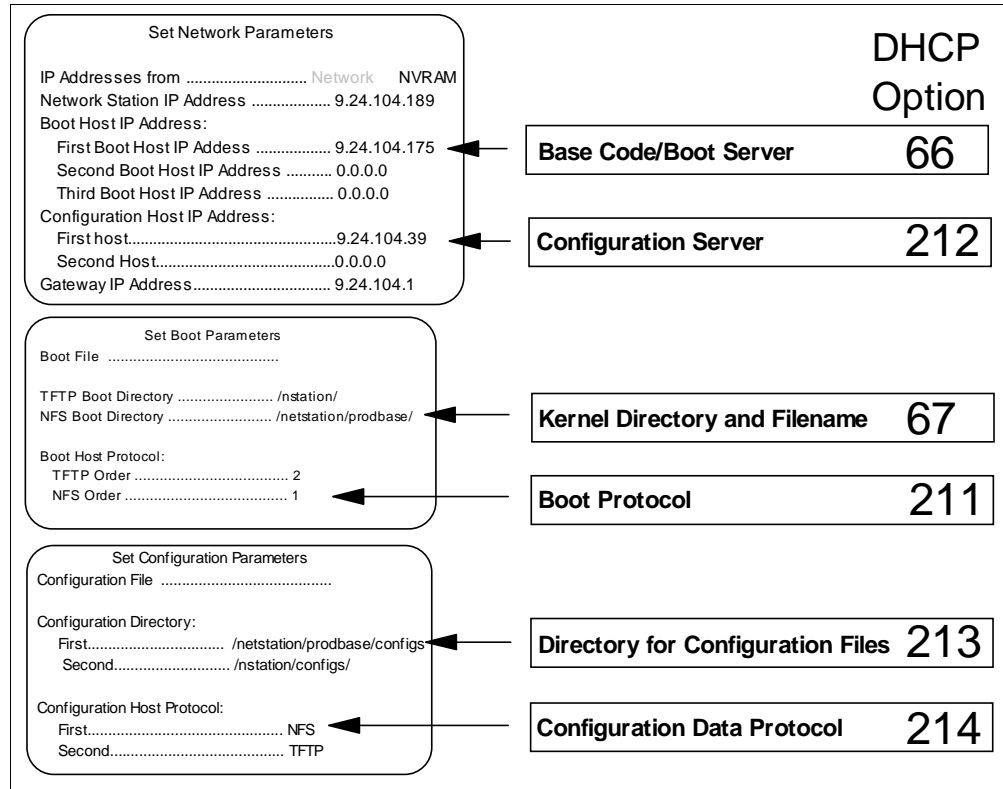 Set Network Parameters
IP Addresses from ............................. Network NVRAM
Network Station IP Address ................... 9.24.104.189
Boot Host IP Address:
First Boot Host IP Addess .................. 9.24.104.175
Second Boot Host IP Address ........... 0.0.0.0
Third Boot Host IP Address ................ 0.0.0.0
Configuration Host IP Address:
First host..................................................9.24.104.39
Second Host...........................................0.0.0.0
Gateway IP Address................................. 9.24.104.1
DHCP
Option
Base Code/Boot Server 66
Configuration Server 212
Set Boot Parameters
Boot File .........................................
TFTP Boot Directory ....................... /nstation/
NFS Boot Directory ......................... /netstation/prodbase/
Boot Host Protocol:
TFTP Order ..................................... 2
NFS Order ....................................... 1
Kernel Directory and Filename 67
Boot Protocol 211
Set Configuration Parameters
Configuration File .........................................
Configuration Directory:
First................................. /netstation/prodbase/configs
Second............................ /nstation/configs/
Configuration Host Protocol:
First............................................... NFS
Second.......................................... TFTP
Directory for Configuration Files 213
Configuration Data Protocol 214